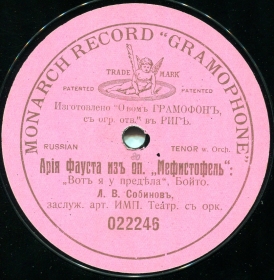 MONARCH RECORD "GRAMOPHONE"
TRADE MARK
PATENTED PATENTED
Изготовлено "Обом ГРАМОФОНЪ,
съ огр. отв." въ РИГѢ.
RUSSIAN TENOR w. Orch.
Арія Фауста изъ оп. „Мефистофель":
„Вотъ я у предѣла", Бойто.
Л. В. Собиновъ,
заслуж. арт. ИМП. Театр. съ орк.
022246